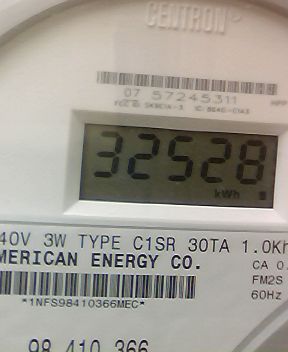 CENTRON
07 57245311
32528
kWh
40V 3W TYPE C1SR 30TA 1.0Kh
MERICAN ENERGY CO.
CA 0.
FM2S
60Hz
*1NFS98410366MEC*
98 410 366